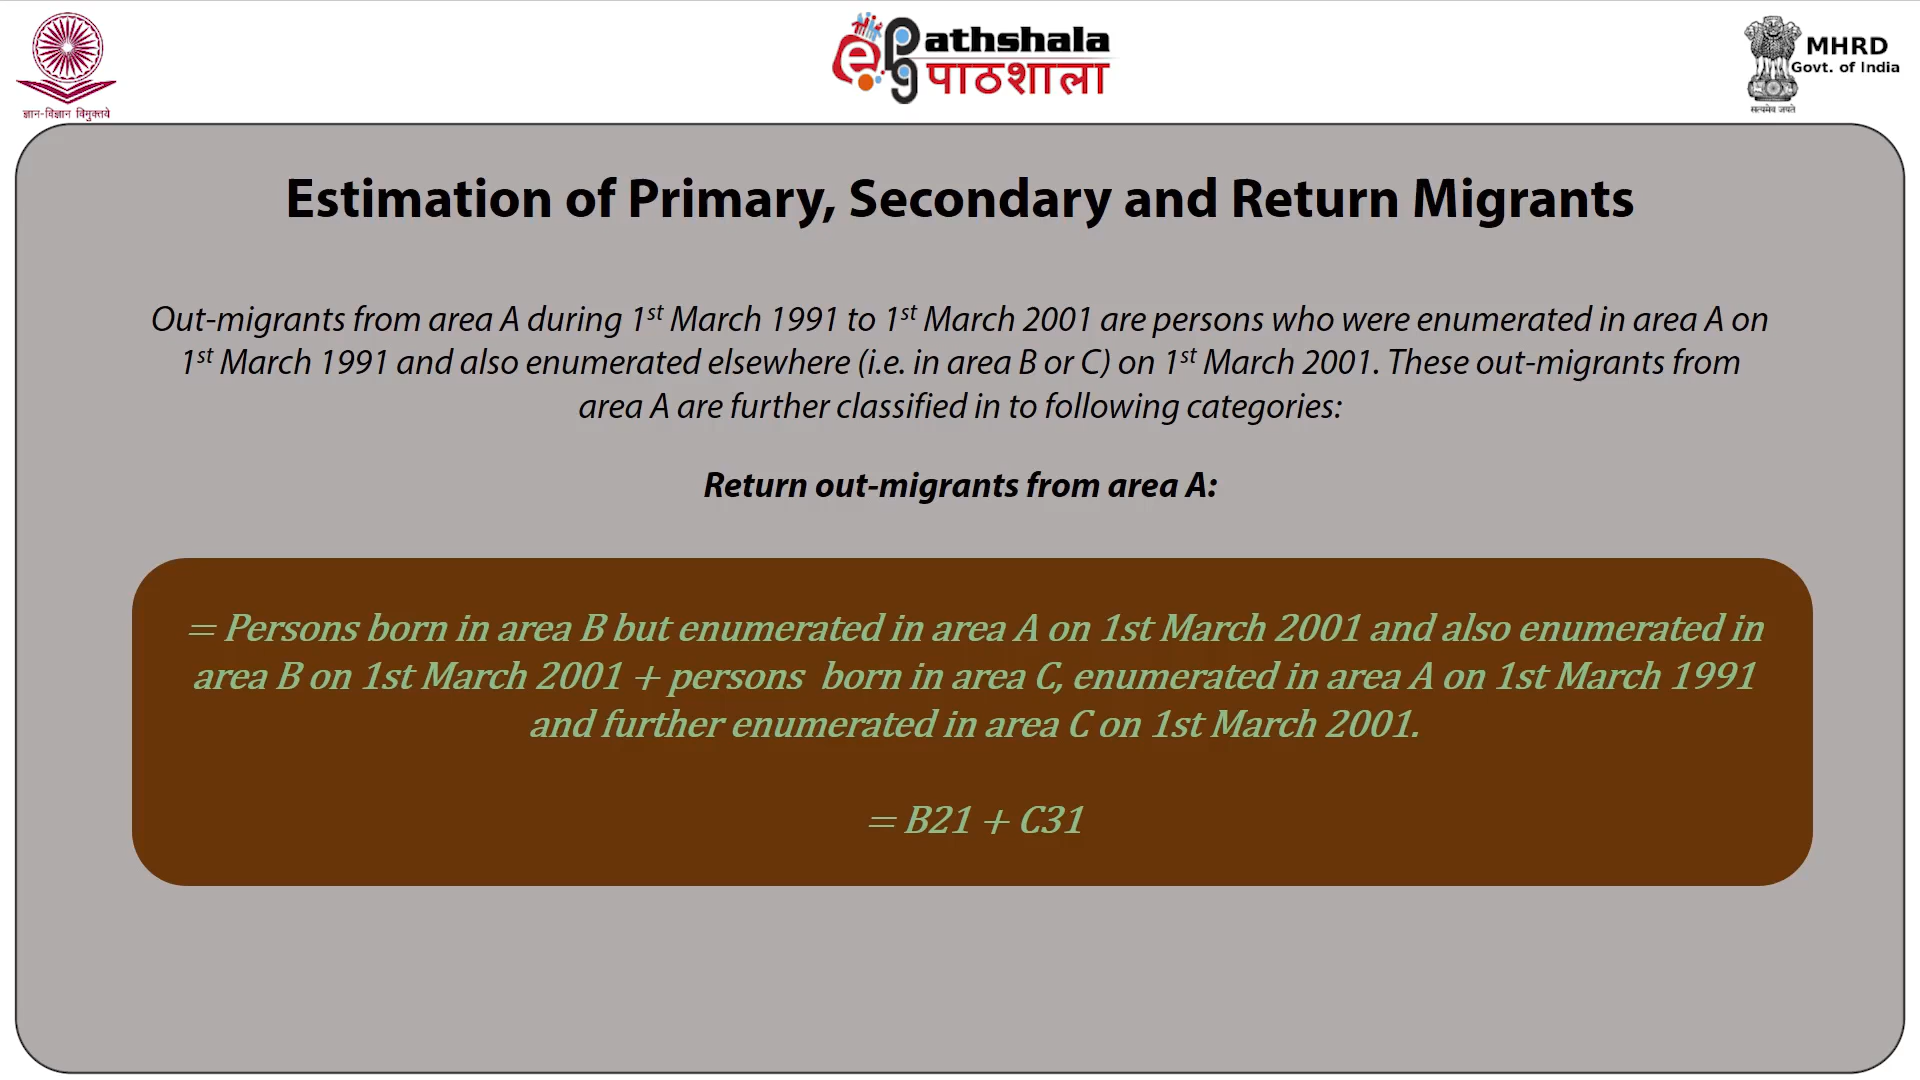 ज्ञान-विज्ञान विमुक्तये
ePG
athshala
पाठशाला
MHRD
Govt. of India
सत्यमेव जयते
Estimation of Primary, Secondary and Return Migrants
Out-migrants from area A during 1st March 1991 to 1st March 2001 are persons who were enumerated in area A on
1st March 1991 and also enumerated elsewhere (i.e. in area B or C) on 1st March 2001. These out-migrants from
area A are further classified in to following categories:
Return out-migrants from area A:
= Persons born in area B but enumerated in area A on 1st March 2001 and also enumerated in
area B on 1st March 2001 + persons born in area C, enumerated in area A on 1st March 1991
and further enumerated in area C on 1st March 2001.
= B21 + C31